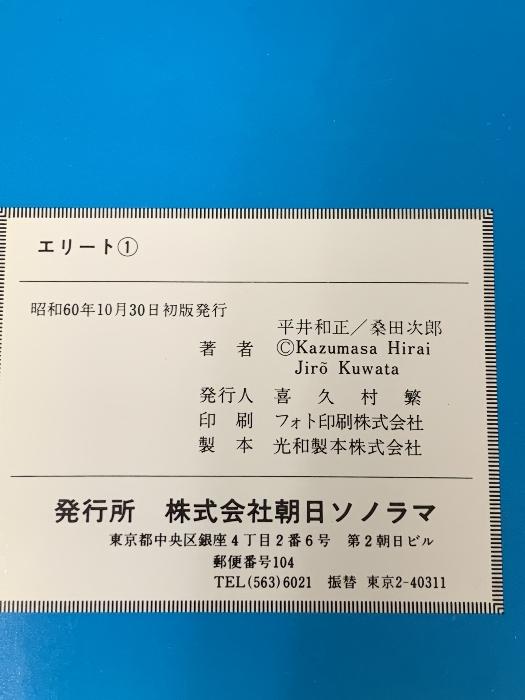 エリート①
昭和60年10月30日初版発行
平井和正／桑田次郎
著者 ©Kazumasa Hirai
Jirō Kuwata
発行人 喜久村繁
印刷 フォト印刷株式会社
製本 光和製本株式会社
発行所 株式会社朝日ソノラマ
東京都中央区銀座4丁目2番6号 第2朝日ビル
郵便番号104
TEL(563)6021 振替 東京2-40311